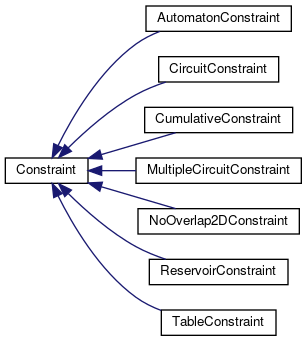 AutomatonConstraint
CircuitConstraint
CumulativeConstraint
Constraint
MultipleCircuitConstraint
NoOverlap2DConstraint
ReservoirConstraint
TableConstraint